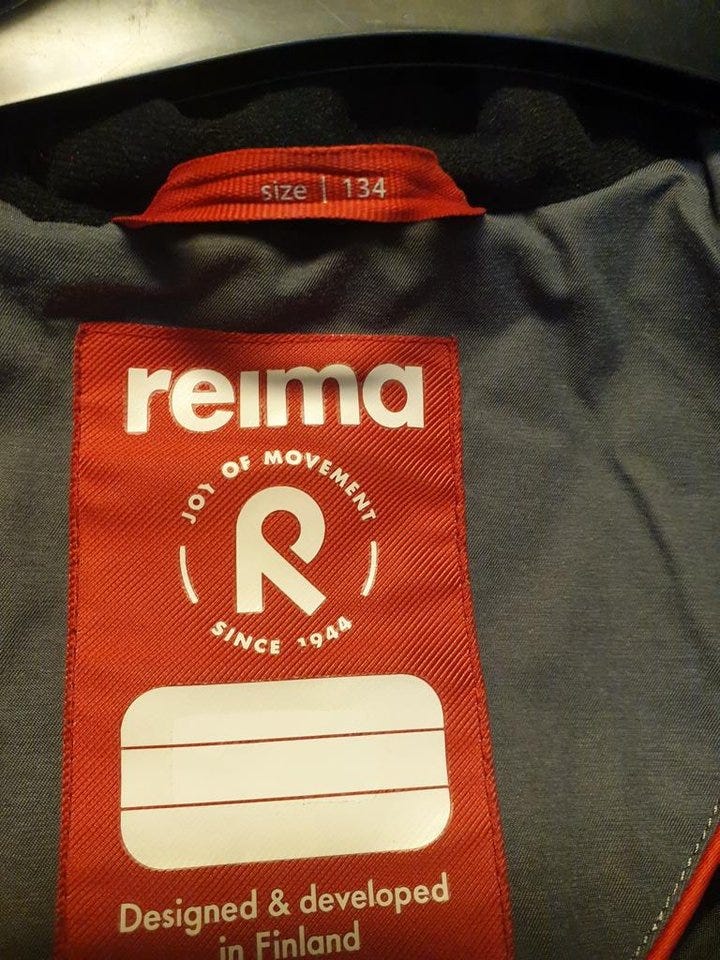 size | 134
reima
JOY OF MOVEMENT
R
SINCE 1944
Designed & developed
in Finland